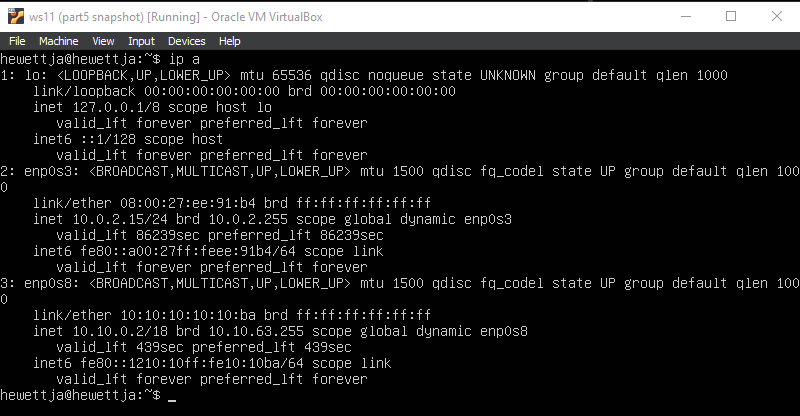 ws11 (part5 snapshot) [Running] - Oracle VM VirtualBox
File Machine View Input Devices Help
hewettja@hewettja:~$ ip a
1: lo: <LOOPBACK,UP,LOWER_UP> mtu 65536 qdisc noqueue state UNKNOWN group default qlen 1000
    link/loopback 00:00:00:00:00:00 brd 00:00:00:00:00:00
    inet 127.0.0.1/8 scope host lo
       valid_lft forever preferred_lft forever
    inet6 ::1/128 scope host
       valid_lft forever preferred_lft forever
2: enp0s3: <BROADCAST,MULTICAST,UP,LOWER_UP> mtu 1500 qdisc fq_codel state UP group default qlen 100
0
    link/ether 08:00:27:ee:91:b4 brd ff:ff:ff:ff:ff:ff
    inet 10.0.2.15/24 brd 10.0.2.255 scope global dynamic enp0s3
       valid_lft 86239sec preferred_lft 86239sec
    inet6 fe80::a00:27ff:feee:91b4/64 scope link
       valid_lft forever preferred_lft forever
3: enp0s8: <BROADCAST,MULTICAST,UP,LOWER_UP> mtu 1500 qdisc fq_codel state UP group default qlen 100
0
    link/ether 10:10:10:10:10:ba brd ff:ff:ff:ff:ff:ff
    inet 10.10.0.2/18 brd 10.10.63.255 scope global dynamic enp0s8
       valid_lft 439sec preferred_lft 439sec
    inet6 fe80::1210:10ff:fe10:10ba/64 scope link
       valid_lft forever preferred_lft forever
hewettja@hewettja:~$ _